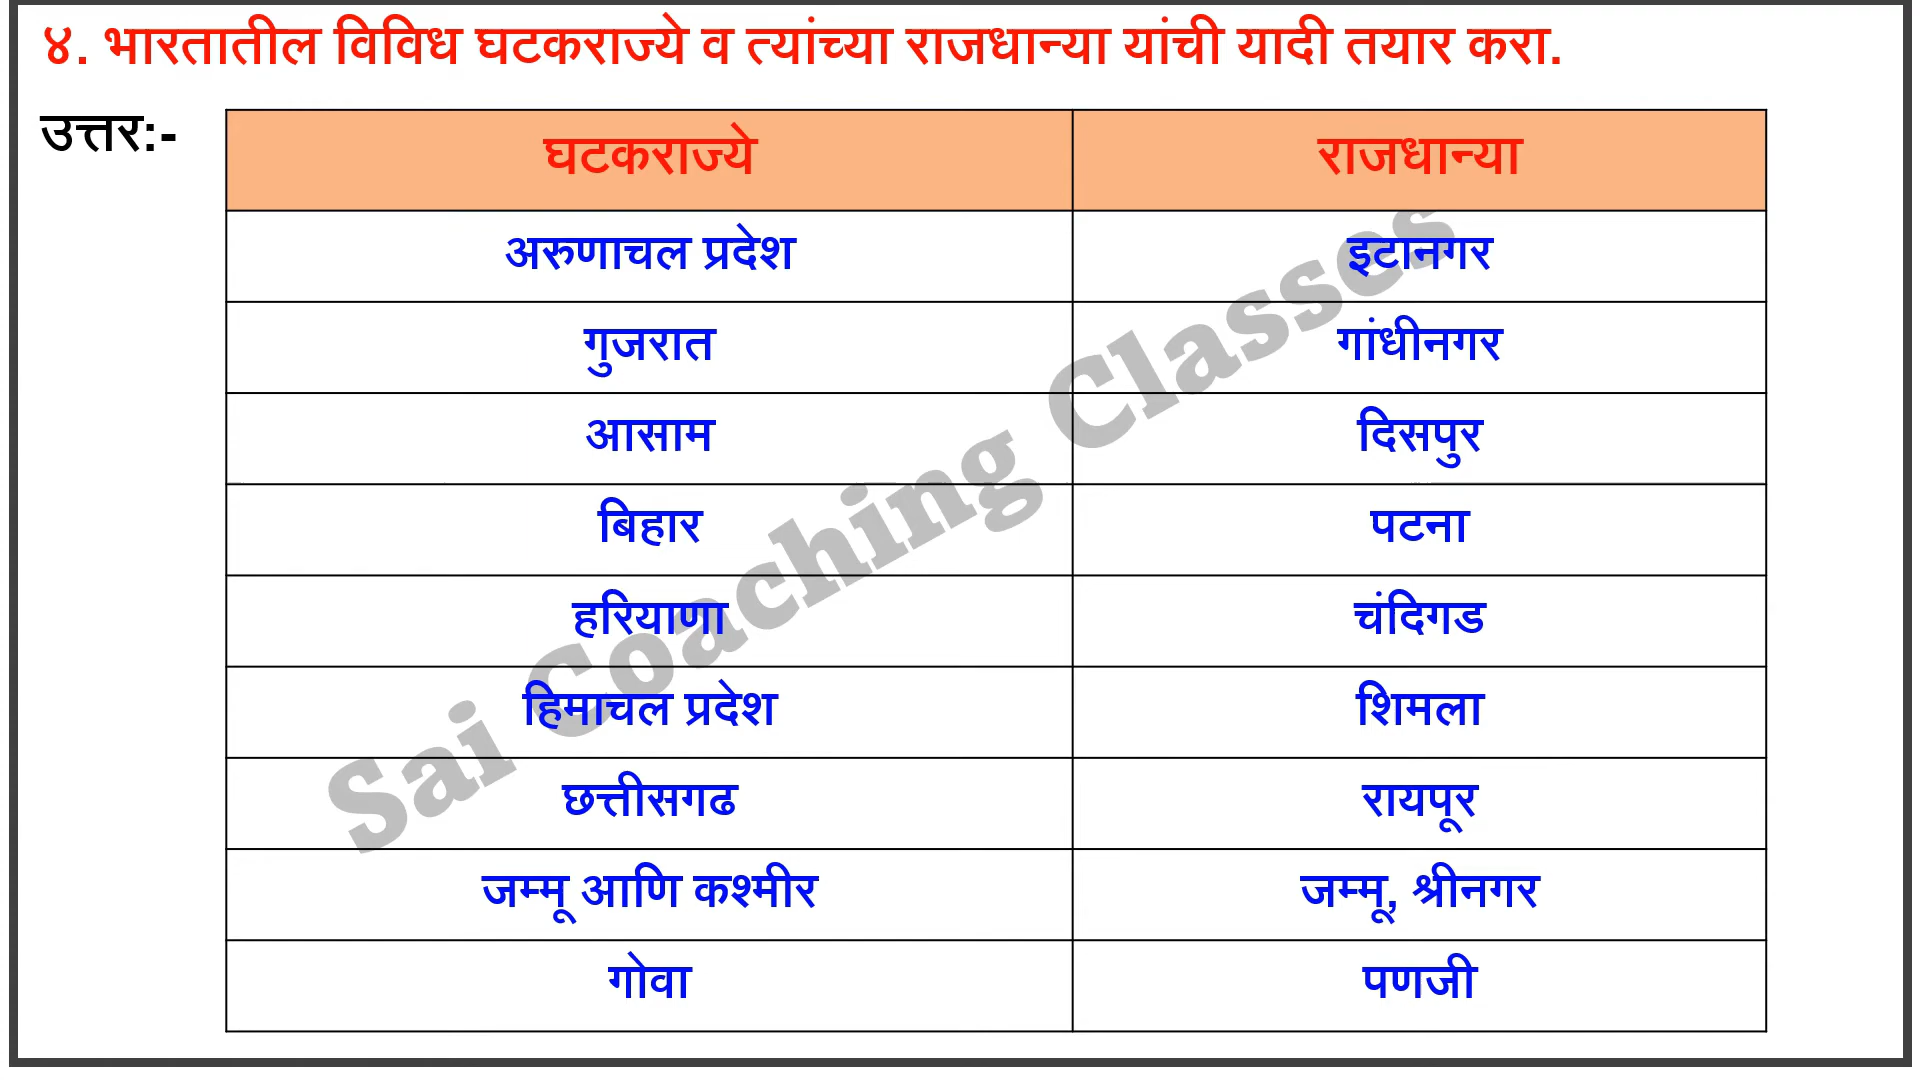 ४. भारतातील विविध घटकराज्ये व त्यांच्या राजधान्या यांची यादी तयार करा.
उत्तर:-
घटकराज्ये राजधान्या
अरुणाचल प्रदेश इटानगर
गुजरात गांधीनगर
आसाम दिसपुर
बिहार पटना
हरियाणा चंदिगड
हिमाचल प्रदेश शिमला
छत्तीसगढ रायपूर
जम्मू आणि कश्मीर जम्मू, श्रीनगर
गोवा पणजी
Sai Coaching Classes